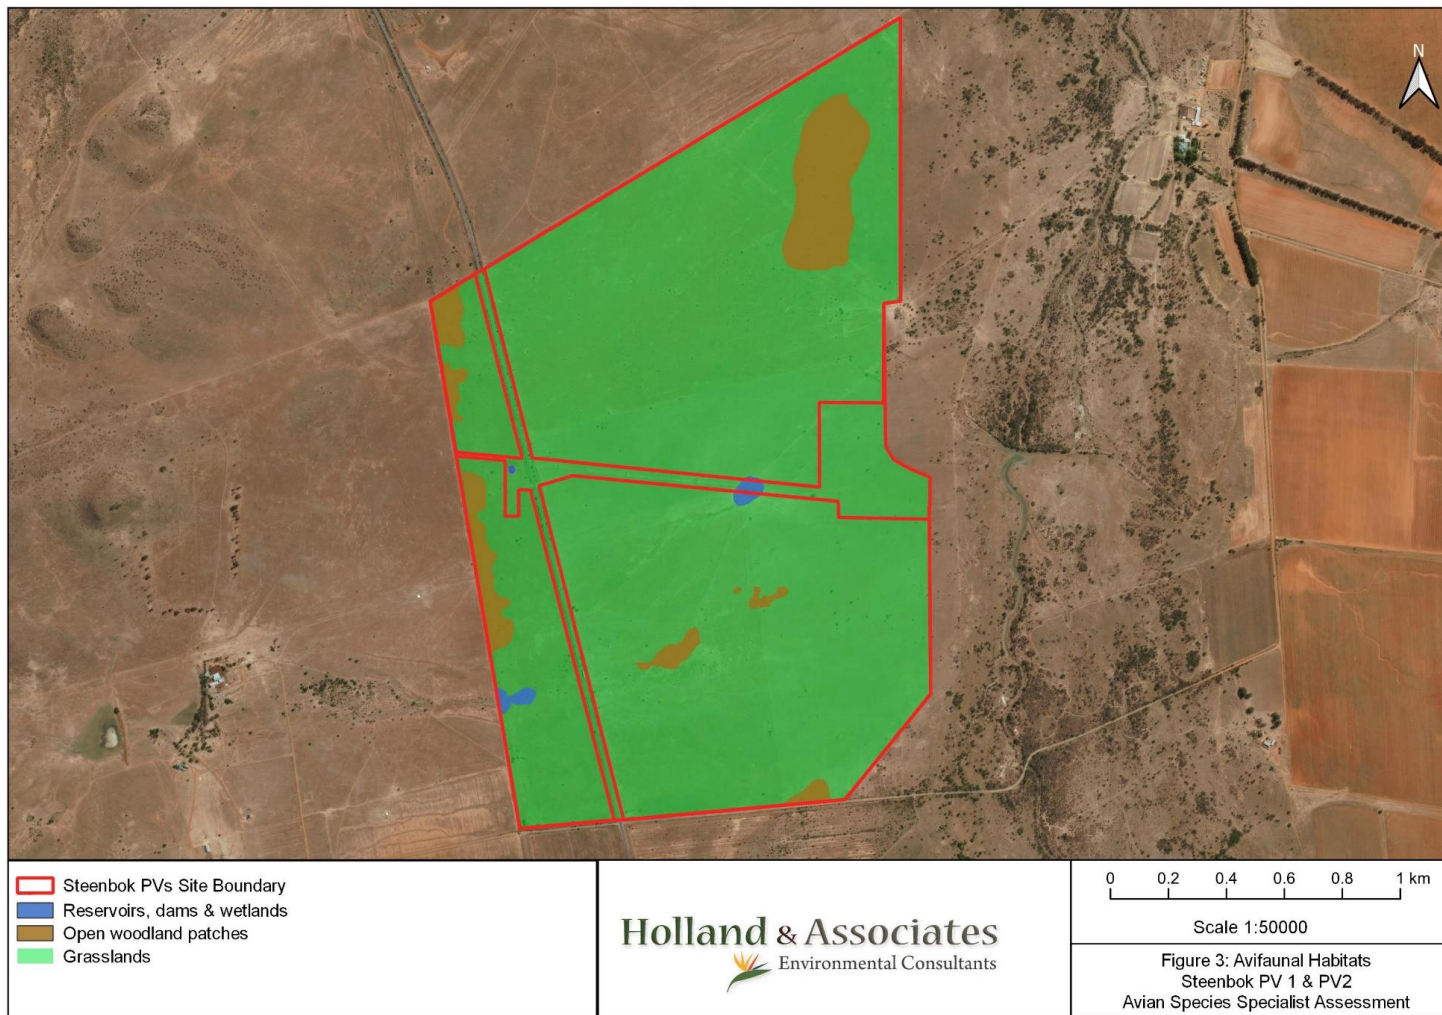 N
Steenbok PVs Site Boundary
Reservoirs, dams & wetlands
Open woodland patches
Grasslands
Holland & Associates
Environmental Consultants
0 0.2 0.4 0.6 0.8 1 km
Scale 1:50000
Figure 3: Avifaunal Habitats
Steenbok PV 1 & PV2
Avian Species Specialist Assessment